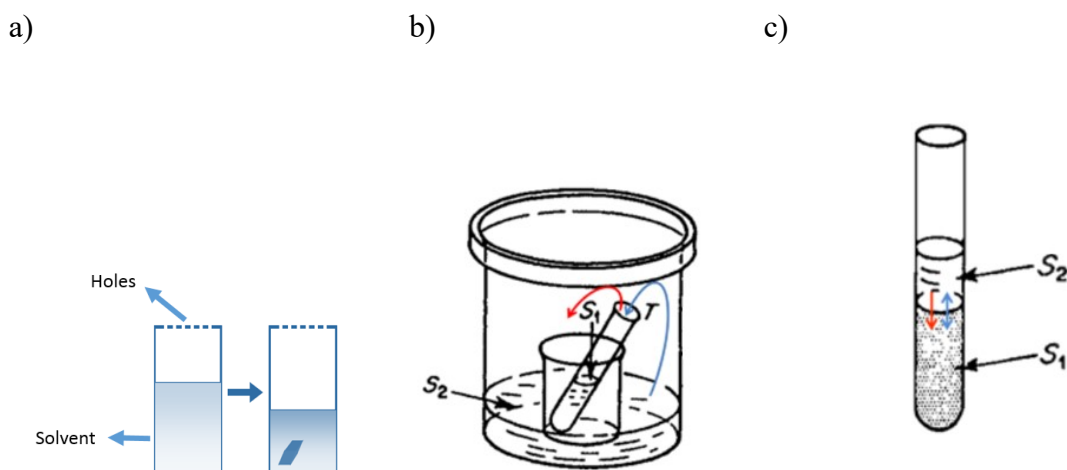 a)
b)
c)
Holes
Solvent
S1
T
S2
S2
S1